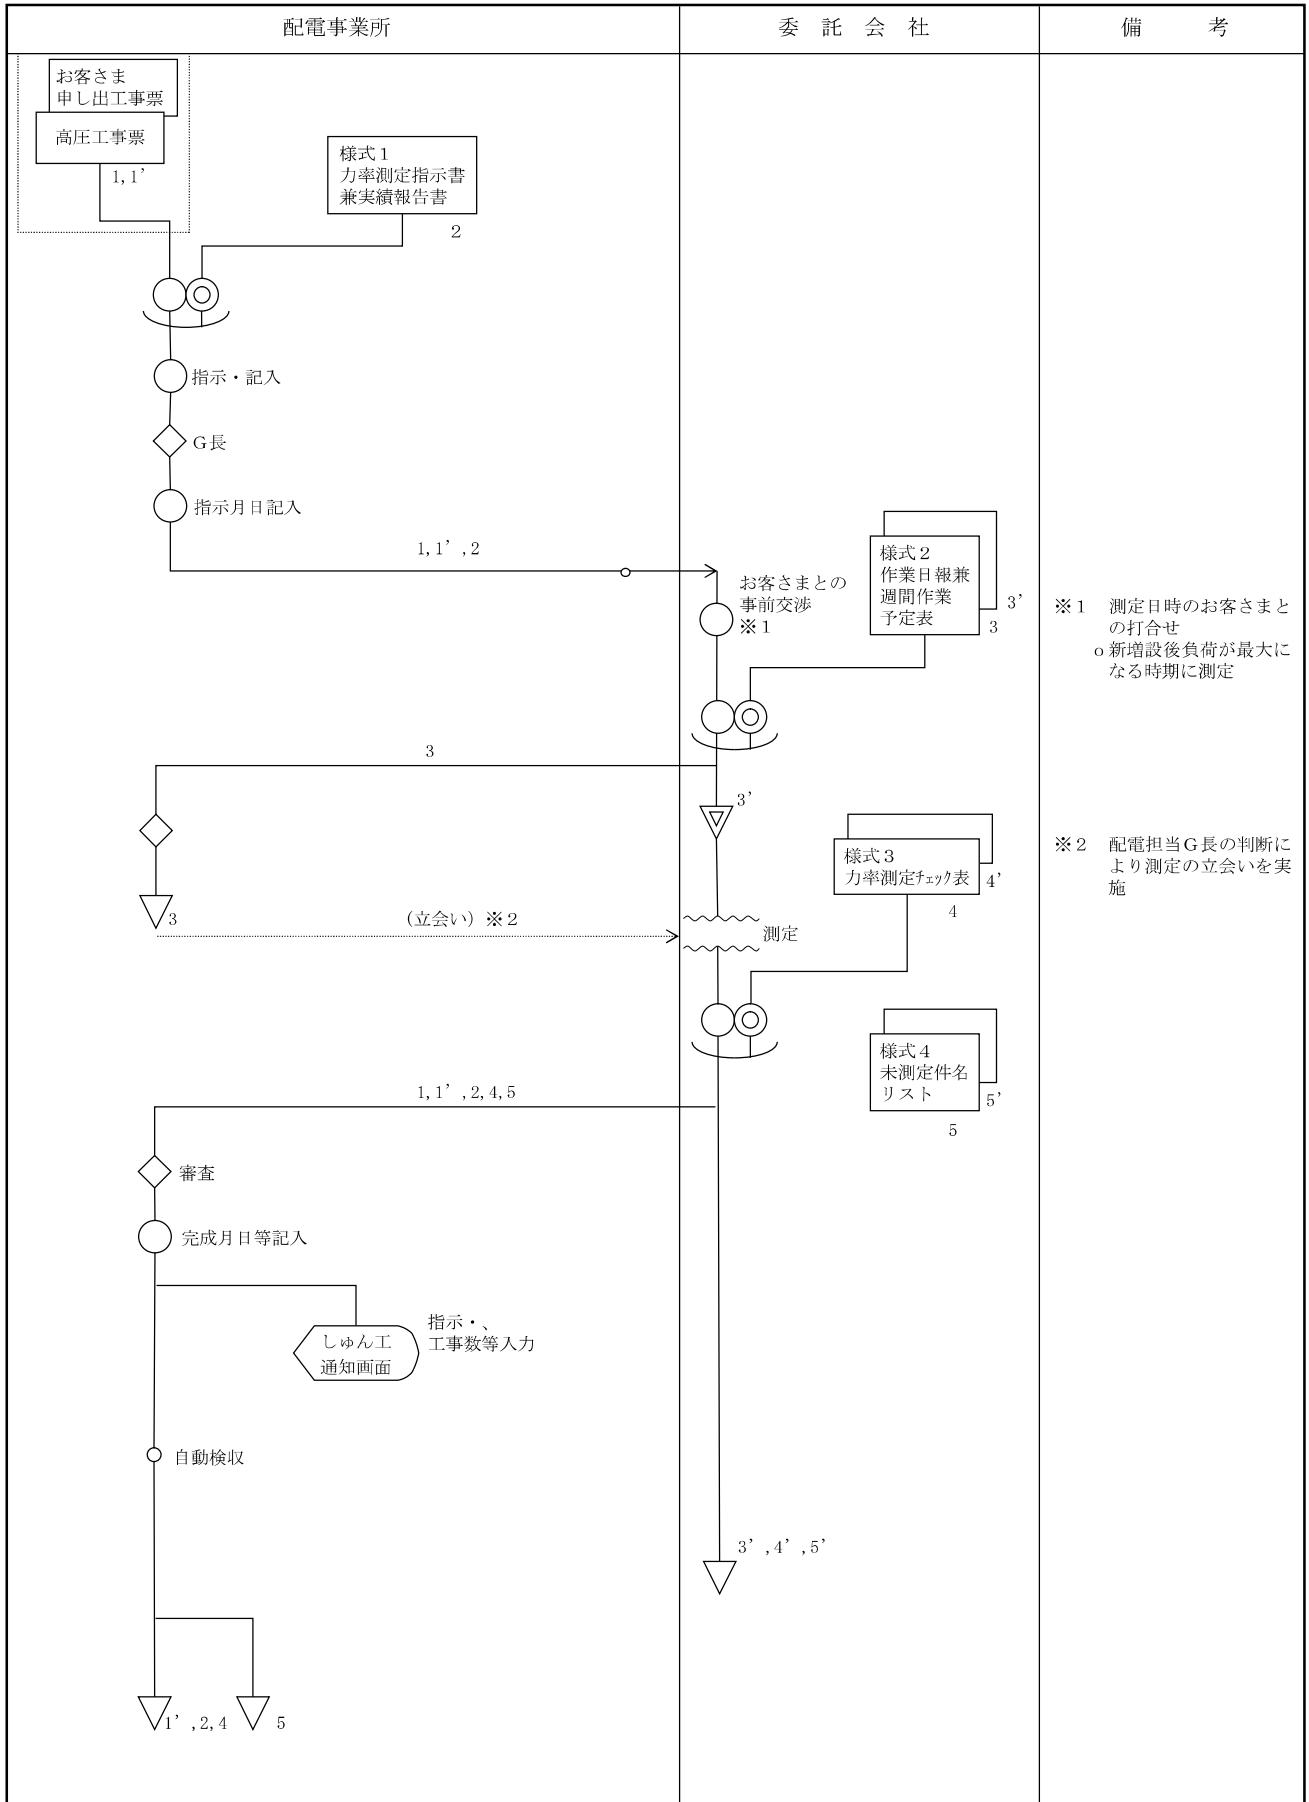 配電事業所
委 託 会 社
備 考
お客さま
申し出工事票
高圧工事票
1,1’
様式１
力率測定指示書
兼実績報告書
２
指示・記入
Ｇ長
指示月日記入
1,1’,2
お客さまとの
事前交渉
※１
様式２
作業日報兼
週間作業
予定表
3’
3
※１ 測定日時のお客さまと
の打合せ
o 新増設後負荷が最大に
なる時期に測定
3
3’
様式３
力率測定ﾁｪｯｸ表
4’
4
※２ 配電担当Ｇ長の判断に
より測定の立会いを実
施
3
（立会い）※２
測定
様式４
未測定件名
リスト
5’
5
1,1’,2,4,5
審査
完成月日等記入
しゅん工
通知画面
指示・、
工事数等入力
自動検収
3’,4’,5’
1’,2,4
5